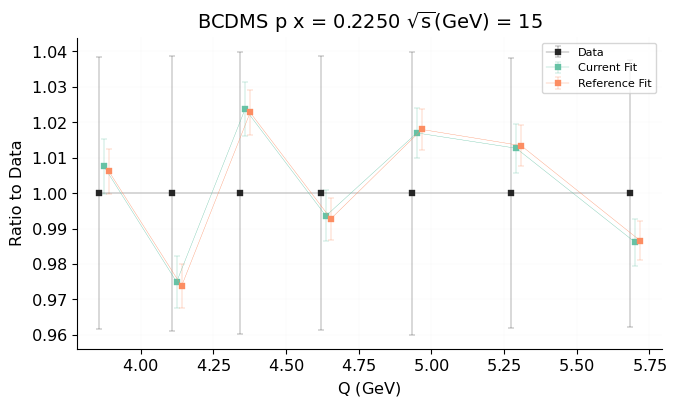 BCDMS p x = 0.2250 √s(GeV) = 15
Data
Current Fit
Reference Fit
Ratio to Data
1.04
1.03
1.02
1.01
1.00
0.99
0.98
0.97
0.96
4.00 4.25 4.50 4.75 5.00 5.25 5.50 5.75
Q (GeV)